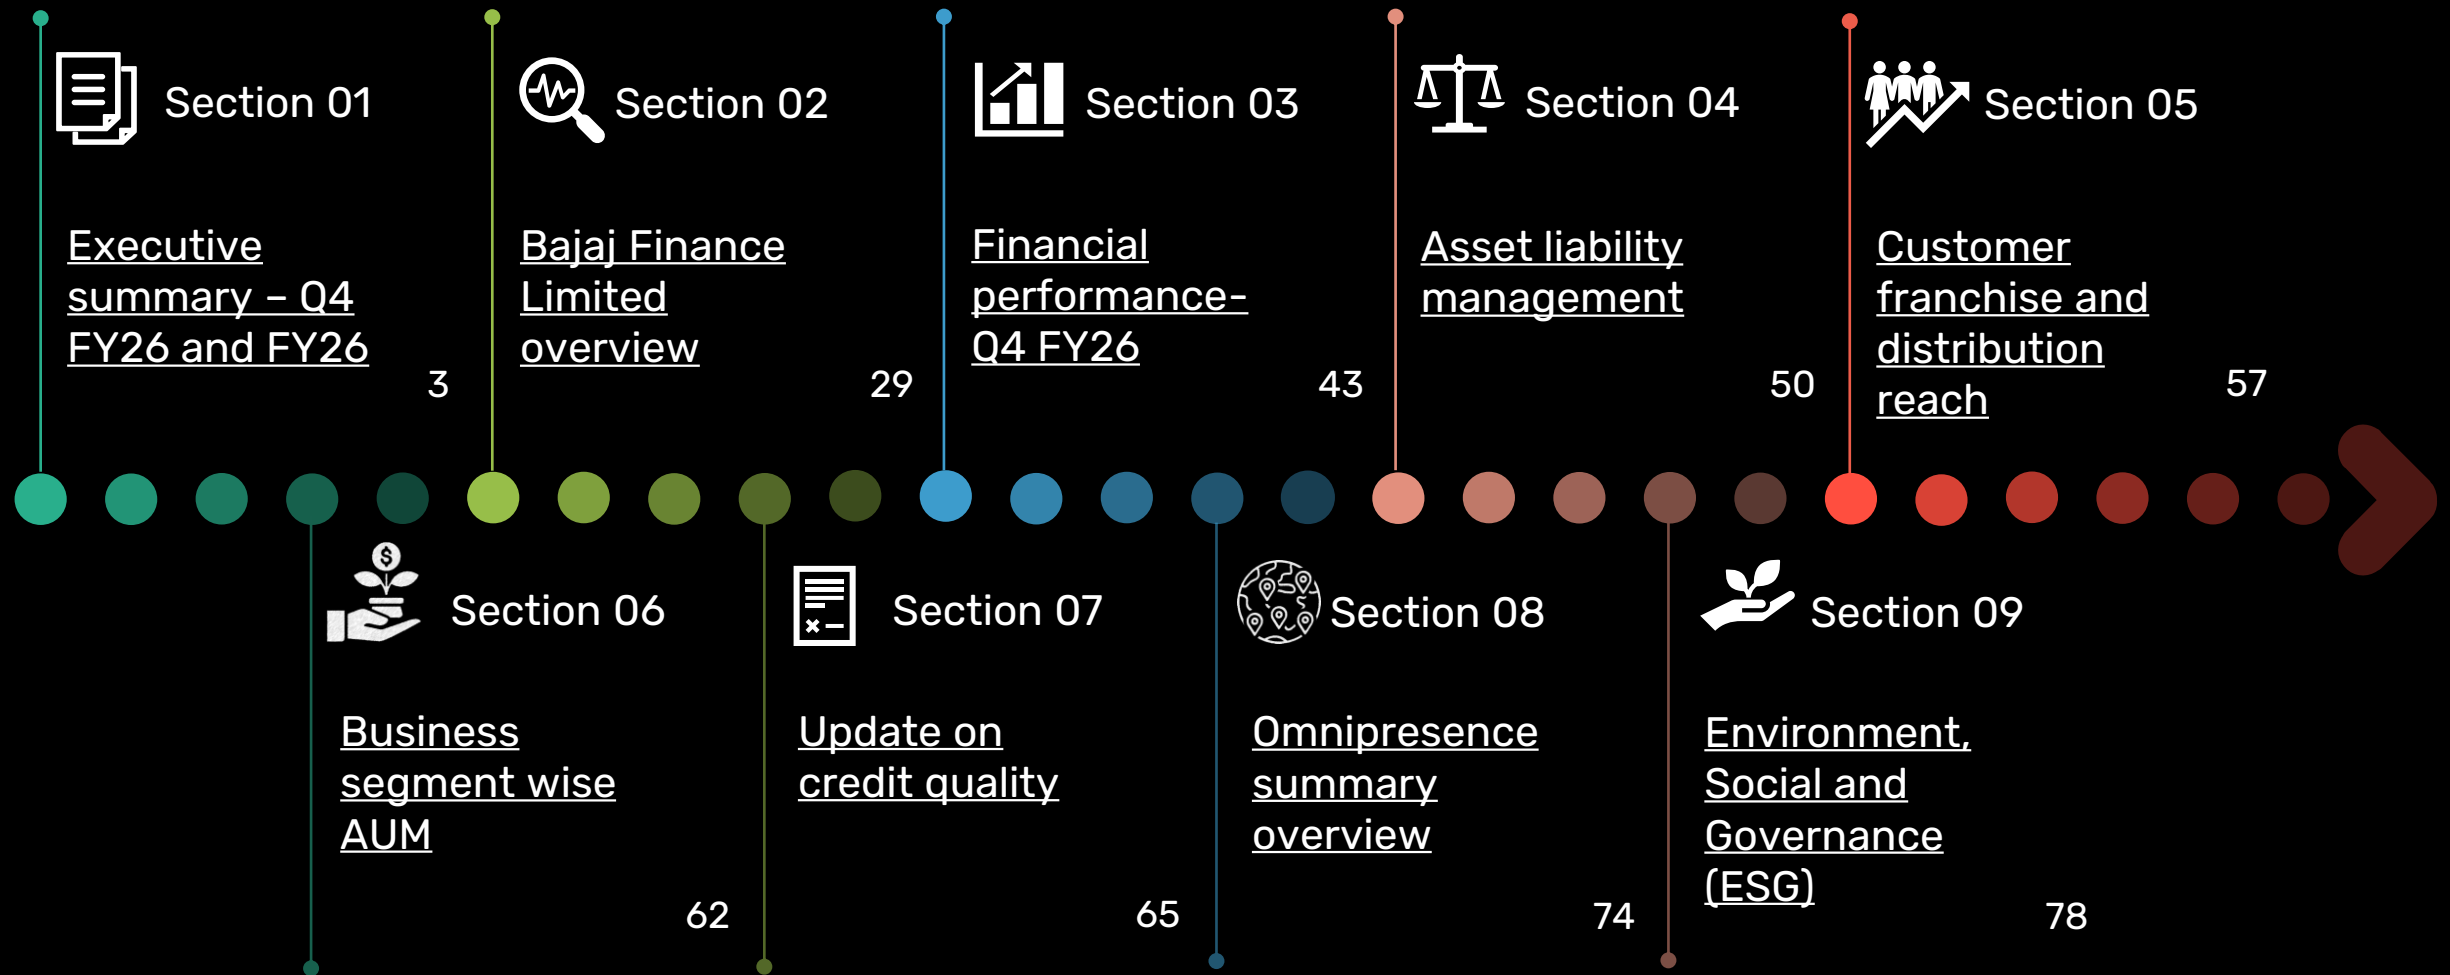 Section 01
Executive
summary – Q4
FY26 and FY26
3
Section 02
Bajaj Finance
Limited
overview
29
Section 03
Financial
performance-
Q4 FY26
43
Section 04
Asset liability
management
50
Section 05
Customer
franchise and
distribution
reach
57
Section 06
Business
segment wise
AUM
62
Section 07
Update on
credit quality
65
Section 08
Omnipresence
summary
overview
74
Section 09
Environment,
Social and
Governance
(ESG)
78